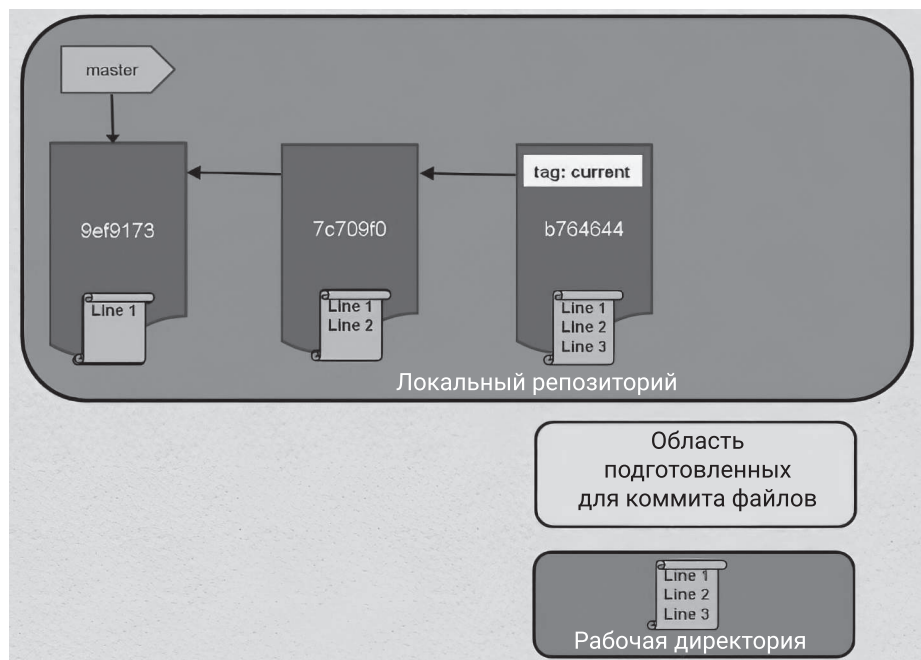 master
tag: current
9ef9173
7c709f0
b764644
Line 1
Line 1
Line 2
Line 1
Line 2
Line 3
Локальный репозиторий
Область
подготовленных
для коммита файлов
Line 1
Line 2
Line 3
Рабочая директория